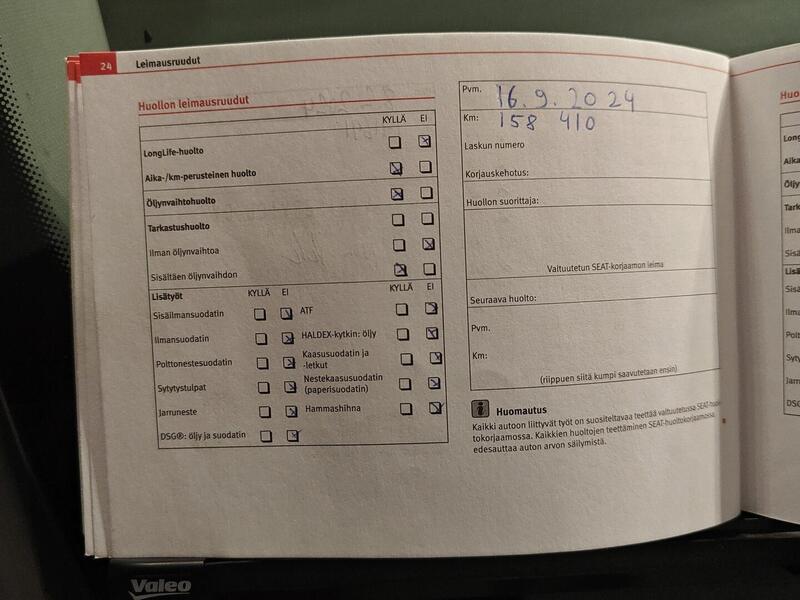 24 Leimausruudut
Huollon leimausruudut
KYLLÄ EI
LongLife-huolto
Aika-/km-perusteinen huolto
Öljynvaihtohuolto
Tarkastushuolto
Ilman öljynvaihtoa
Sisältäen öljynvaihdon
Lisätyöt KYLLÄ EI KYLLÄ EI
Sisäilmansuodatin ATF
Ilmansuodatin HALDEX-kytkin: öljy
Polttonestesuodatin Kaasusuodatin ja
-letkut
Sytytystulpat Nestekaasusuodatin
(paperisuodatin)
Jarruneste Hammashihna
DSG®: öljy ja suodatin
Pvm. 16.9.2024
Km: 158 410
Laskun numero
Korjauskehotus:
Huollon suorittaja:
Valtuutetun SEAT-korjaamon leima
Seuraava huolto:
Pvm.
Km:
(riippuen siitä kumpi saavutetaan ensin)
i Huomautus
Kaikki autoon liittyvät työt on suositeltavaa teettää valtuutetussa SEAT-huol-
tokorjaamossa. Kaikkien huoltojen teettäminen SEAT-huoltokorjaamossa
edesauttaa auton arvon säilymistä.
Valeo